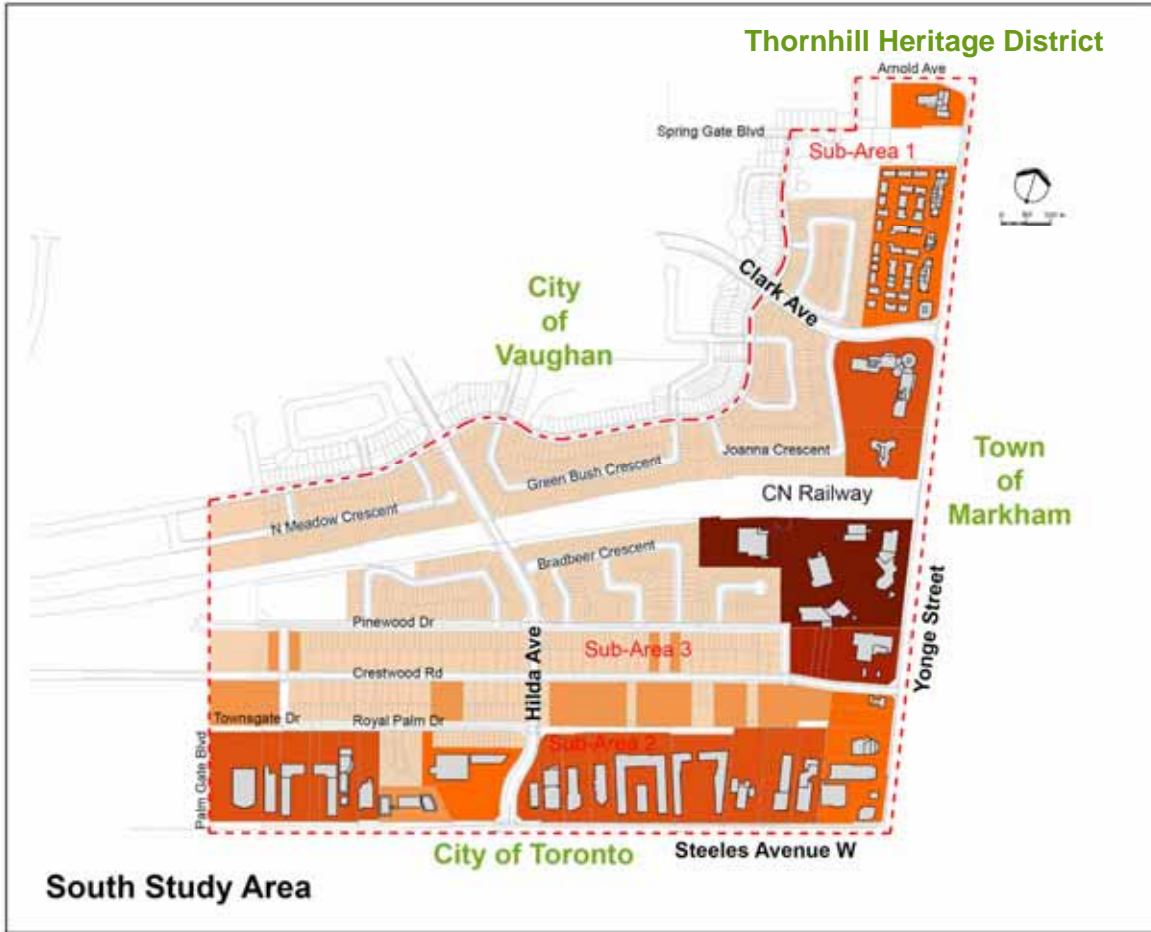 Thornhill Heritage District
Arnold Ave
Spring Gate Blvd
Sub-Area 1
Clark Ave
City
of
Vaughan
Joanna Crescent
Town
of
Markham
Green Bush Crescent
CN Railway
N Meadow Crescent
Bradbeer Crescent
Yonge Street
Pinewood Dr
Hilda Ave
Sub-Area 3
Crestwood Rd
Townsgate Dr
Royal Palm Dr
Sub-Area 2
Palm Gate Blvd
City of Toronto
Steeles Avenue W
South Study Area